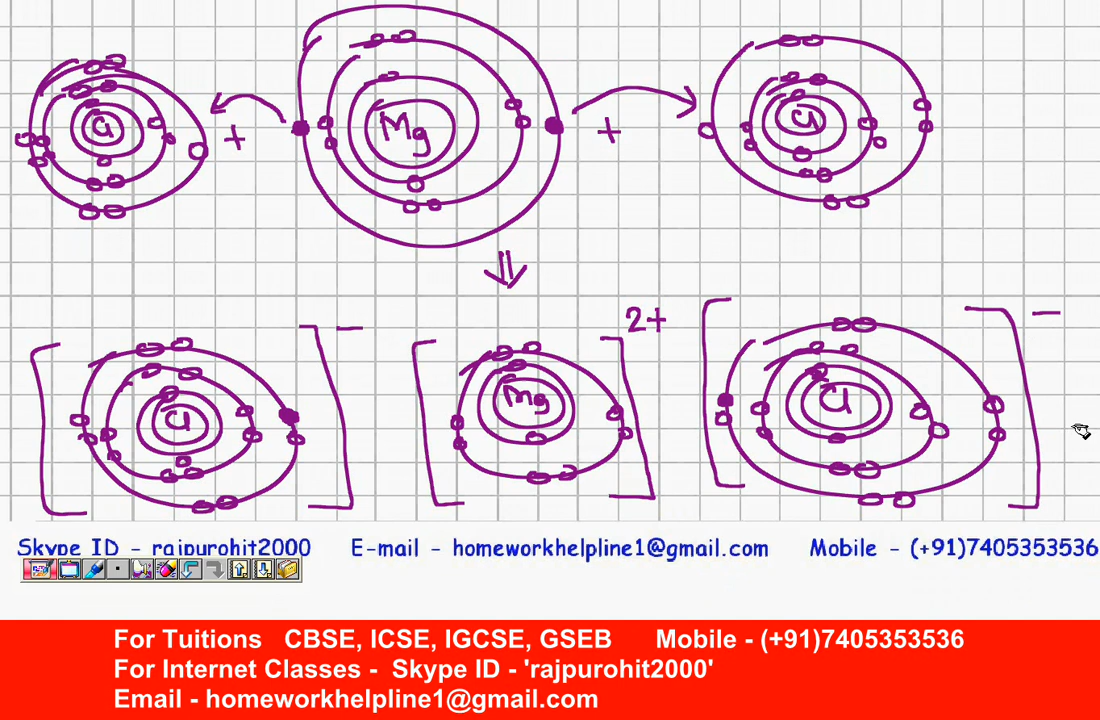 Cl + Mg + Cl
⇓
[Cl]− [Mg]2+ [Cl]−
Skype ID - rajpurohit2000 E-mail - homeworkhelpline1@gmail.com Mobile - (+91)7405353536
For Tuitions CBSE, ICSE, IGCSE, GSEB Mobile - (+91)7405353536
For Internet Classes - Skype ID - 'rajpurohit2000'
Email - homeworkhelpline1@gmail.com